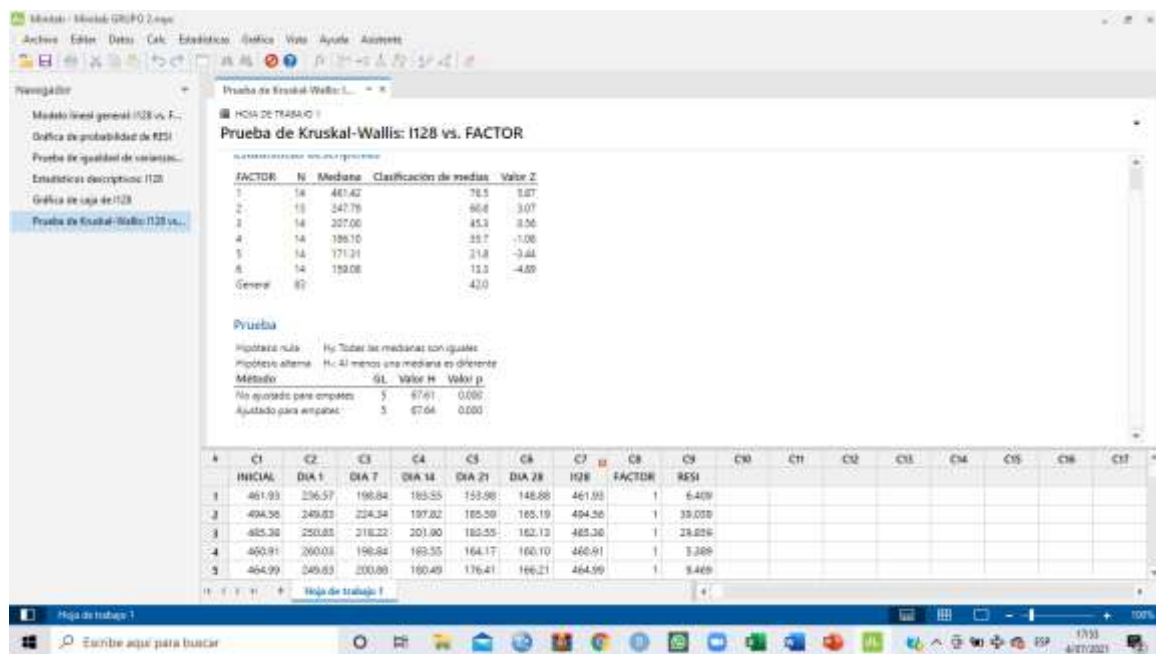 Minitab - Minitab GRUPO 2.mpx
Archivo Editar Datos Calc Estadísticas Gráfica Vista Ayuda Asistente
Navegador
Modelo lineal general: I128 vs. F...
Gráfica de probabilidad de RESI
Prueba de igualdad de varianzas...
Estadísticos descriptivos: I128
Gráfica de caja de I128
Prueba de Kruskal-Wallis: I128 vs...
Prueba de Kruskal-Wallis: I...
HOJA DE TRABAJO 1
Prueba de Kruskal-Wallis: I128 vs. FACTOR
FACTOR N Mediana Clasificación de medias Valor Z
1 14 461.42 76.5
2 13 247.78 60.8 3.07
3 14 207.00 45.3 0.56
4 14 186.10 35.7 -1.06
5 14 171.31 21.8 -3.44
6 14 159.08 -4.89
General 83 42.0
Prueba
Hipótesis nula H₀: Todas las medianas son iguales
Hipótesis alterna H₁: Al menos una mediana es diferente
Método GL Valor H Valor p
No ajustado para empates 5 67.61 0.000
Ajustado para empates 5 67.64 0.000
C1 C2 C3 C4 C5 C6 C7 C8 C9 C10 C11 C12 C13 C14 C15 C16 C17
INICIAL DIA 1 DIA 7 DIA 14 DIA 21 DIA 28 I128 FACTOR RESI
1 461.93 236.57 198.84 183.55 153.98 148.88 461.93 1 6.409
2 494.56 249.83 224.34 197.82 185.59 165.19 494.56 1 39.039
3 485.38 250.85 218.22 201.90 183.55 162.13 485.38 1 29.859
4 460.91 260.03 198.84 183.55 164.17 160.10 460.91 1 5.389
5 464.99 249.83 200.88 180.49 176.41 166.21 464.99 1 9.469
Hoja de trabajo 1
Hoja de trabajo 1
100%
Escribe aquí para buscar
ESP
17:53
4/07/2021